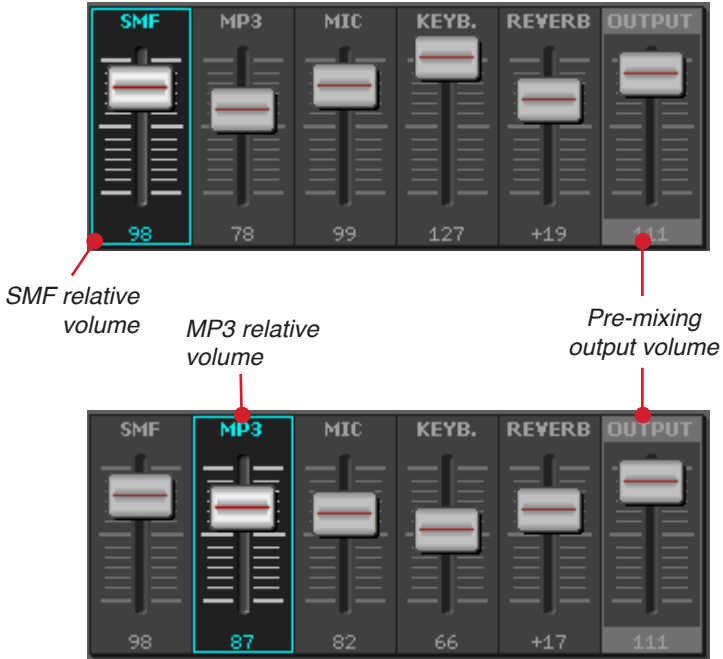 SMF MP3 MIC KEYB. REVERB OUTPUT
98 78 99 127 +19 111
SMF relative
volume
MP3 relative
volume
Pre-mixing
output volume
SMF MP3 MIC KEYB. REVERB OUTPUT
98 87 82 66 +17 111